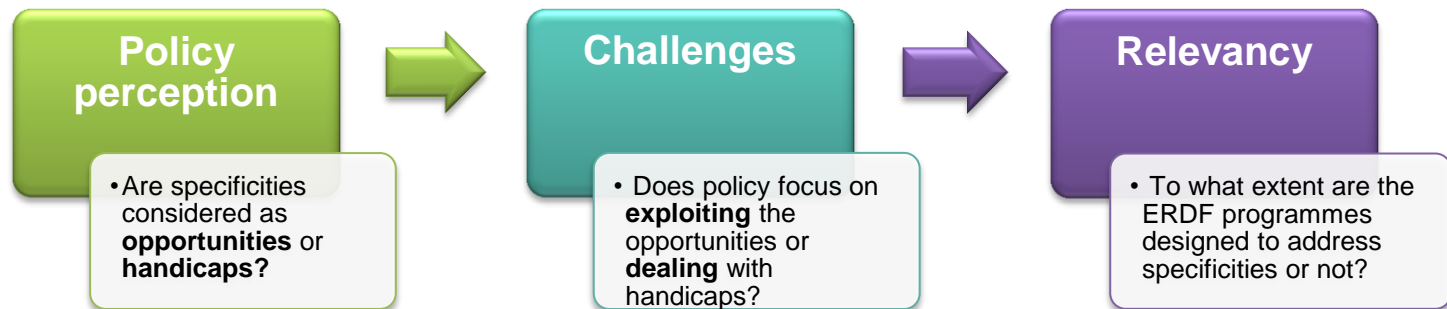 Policy
perception
•Are specificities
considered as
opportunities or
handicaps?
Challenges
• Does policy focus on
exploiting the
opportunities or
dealing with
handicaps?
Relevancy
• To what extent are the
ERDF programmes
designed to address
specificities or not?